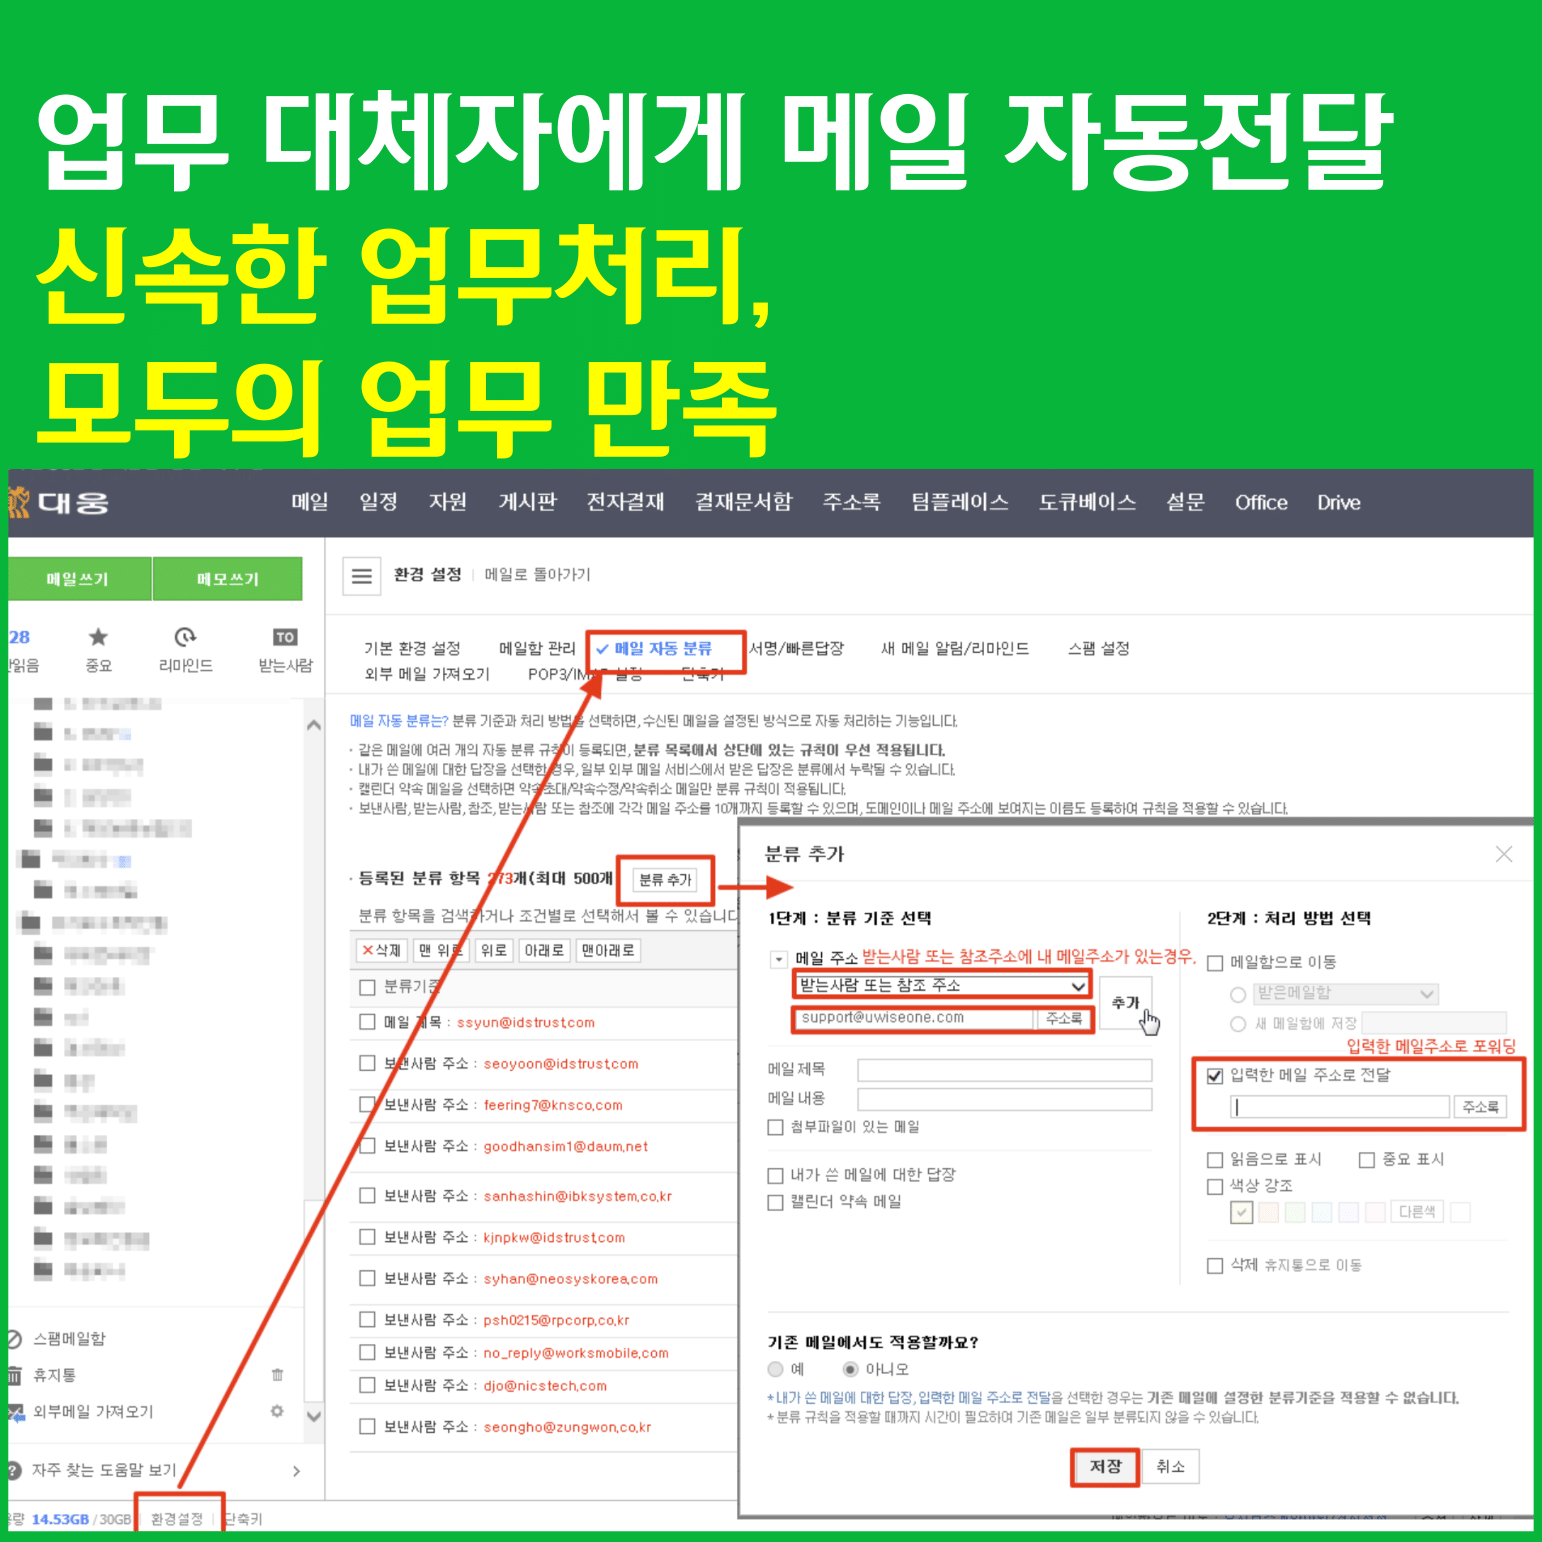 업무 대체자에게 메일 자동전달
신속한 업무처리,
모두의 업무 만족
대웅
메일 일정 자원 게시판 전자결재 결재문서함 주소록 팀플레이스 도큐베이스 설문 Office Drive
메일쓰기 메모쓰기
환경 설정 메일로 돌아가기
28
안읽음 중요 리마인드 TO 받는사람
기본 환경 설정 메일함 관리 메일 자동 분류 서명/빠른답장 새 메일 알림/리마인드 스팸 설정
외부 메일 가져오기 POP3/IMAP 설정 단축키
메일 자동 분류는? 분류 기준과 처리 방법을 선택하면, 수신된 메일을 설정된 방식으로 자동 처리하는 기능입니다.
· 같은 메일에 여러 개의 자동 분류 규칙이 등록되면, 분류 목록에서 상단에 있는 규칙이 우선 적용됩니다.
· 내가 쓴 메일에 대한 답장을 선택한 경우, 일부 외부 메일 서비스에서 받은 답장은 분류에서 누락될 수 있습니다.
· 캘린더 약속 메일을 선택하면 약속초대/약속수정/약속취소 메일만 분류 규칙이 적용됩니다.
· 보낸사람, 받는사람, 참조, 받는사람 또는 참조에 각각 메일 주소를 10개까지 등록할 수 있으며, 도메인이나 메일 주소에 보여지는 이름도 등록하여 규칙을 적용할 수 있습니다.
· 등록된 분류 항목 273개(최대 500개 분류 추가
분류 항목을 검색하거나 조건별로 선택해서 볼 수 있습니다
×삭제 맨 위로 위로 아래로 맨아래로
분류기준
메일 제목 : ssyun@idstrust.com
보낸사람 주소 : seoyoon@idstrust.com
보낸사람 주소 : feering7@knsco.com
보낸사람 주소 : goodhansim1@daum.net
보낸사람 주소 : sanhashin@ibksystem.co.kr
보낸사람 주소 : kjnpkw@idstrust.com
보낸사람 주소 : syhan@neosyskorea.com
보낸사람 주소 : psh0215@rpcorp.co.kr
보낸사람 주소 : no_reply@worksmobile.com
보낸사람 주소 : djo@nicstech.com
보낸사람 주소 : seongho@zungwon.co.kr
스팸메일함
휴지통
외부메일 가져오기
자주 찾는 도움말 보기
14.53GB / 30GB 환경설정 단축키
분류 추가
1단계 : 분류 기준 선택
메일 주소 받는사람 또는 참조주소에 내 메일주소가 있는경우,
받는사람 또는 참조 주소
support@uwiseone.com 주소록 추가
메일 제목
메일 내용
첨부파일이 있는 메일
내가 쓴 메일에 대한 답장
캘린더 약속 메일
2단계 : 처리 방법 선택
메일함으로 이동
받은메일함
새 메일함에 저장
입력한 메일주소로 포워딩
입력한 메일 주소로 전달
주소록
읽음으로 표시 중요 표시
색상 강조
다른색
삭제 휴지통으로 이동
기존 메일에서도 적용할까요?
예 아니오
* 내가 쓴 메일에 대한 답장, 입력한 메일 주소로 전달을 선택한 경우는 기존 메일에 설정한 분류기준을 적용할 수 없습니다.
* 분류 규칙을 적용할 때까지 시간이 필요하여 기존 메일은 일부 분류되지 않을 수 있습니다.
저장 취소